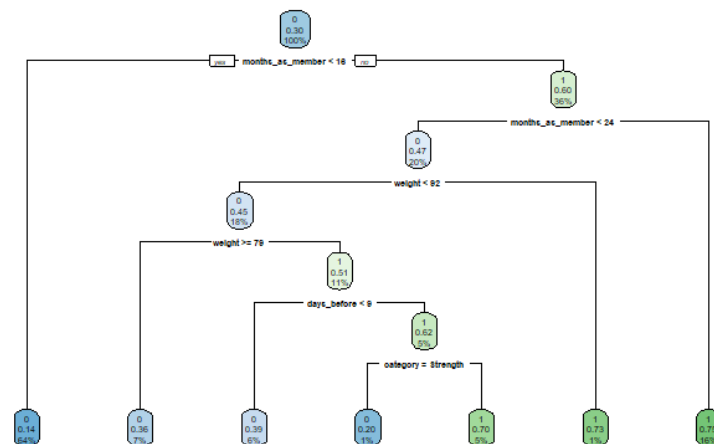 0
0.30
100%
yes months_as_member < 16 no
1
0.60
36%
months_as_member < 24
0
0.47
20%
weight < 92
0
0.45
18%
weight >= 79
1
0.51
11%
days_before < 9
1
0.62
5%
category = Strength
0 0 0 0 1 1 1
0.14 0.36 0.39 0.20 0.70 0.73 0.75
64% 7% 6% 1% 5% 1% 16%